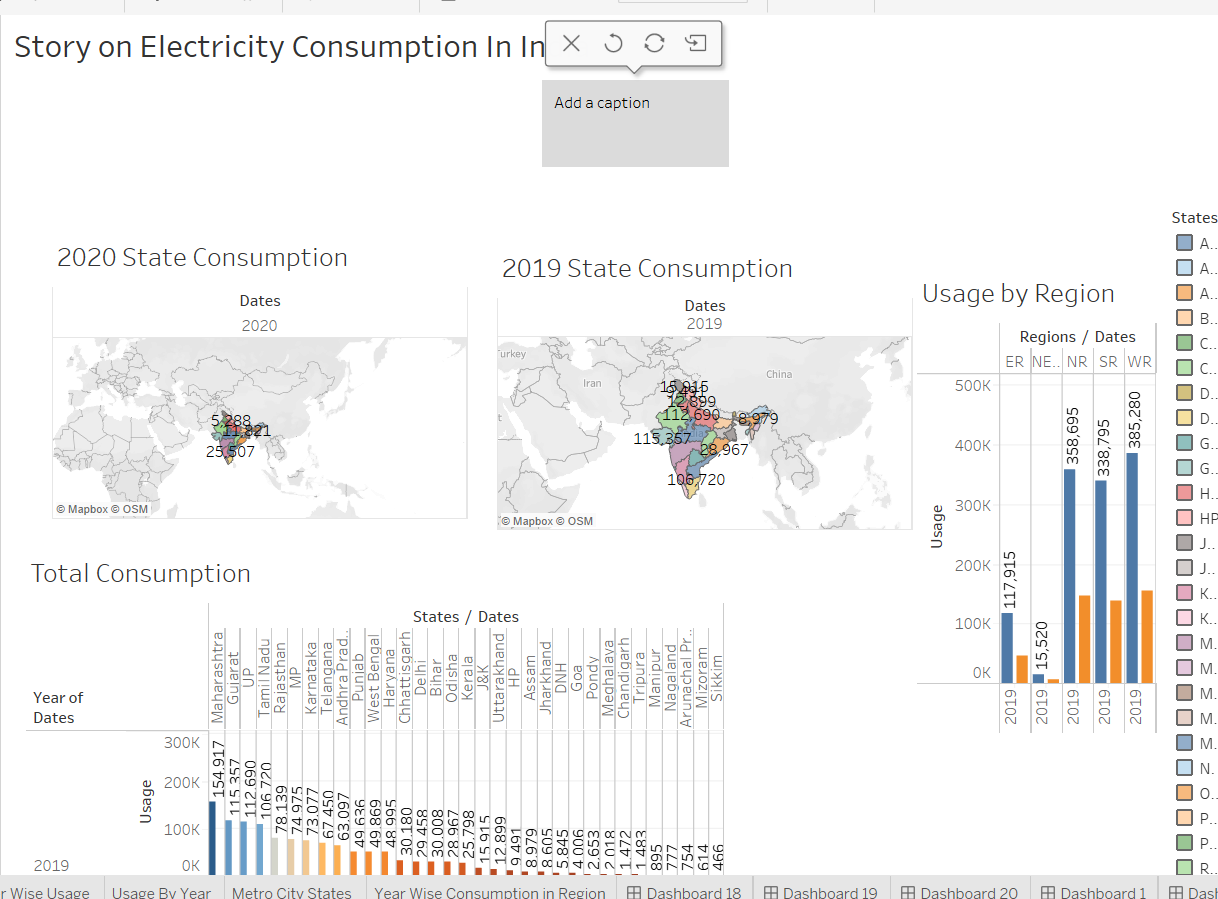 Story on Electricity Consumption In In
Add a caption
2020 State Consumption
Dates
2020
5,288
25,507
© Mapbox © OSM
2019 State Consumption
Dates
2019
Turkey
Iran
China
15,915
12,899
112,690
8,979
115,357
28,967
106,720
© Mapbox © OSM
Usage by Region
Regions / Dates
ER NE.. NR SR WR
Usage
500K
400K
300K
200K
100K
0K
117,915
15,520
358,695
338,795
385,280
2019 2019 2019 2019 2019
States
A..
A..
A..
B..
C..
C..
D..
D..
G..
G..
H..
HP
J..
J..
K..
K..
M..
M..
M..
M..
M..
N..
O..
P..
P..
R..
Total Consumption
States / Dates
Year of
Dates
Maharashtra
Gujarat
UP
Tamil Nadu
Rajasthan
MP
Karnataka
Telangana
Andhra Prad..
Punjab
West Bengal
Haryana
Chhattisgarh
Delhi
Bihar
Odisha
Kerala
J&K
Uttarakhand
HP
Assam
Jharkhand
DNH
Goa
Pondy
Meghalaya
Chandigarh
Tripura
Manipur
Nagaland
Arunachal Pr..
Mizoram
Sikkim
2019
Usage
300K
200K
100K
0K
154,917
115,357
112,690
106,720
78,139
74,975
73,077
67,450
63,097
49,636
49,869
48,995
30,180
29,458
30,008
28,967
25,798
15,915
12,899
9,491
8,979
8,605
5,845
4,006
2,653
2,018
1,472
1,483
895
777
754
614
466
r Wise Usage Usage By Year Metro City States Year Wise Consumption in Region Dashboard 18 Dashboard 19 Dashboard 20 Dashboard 1 Dash